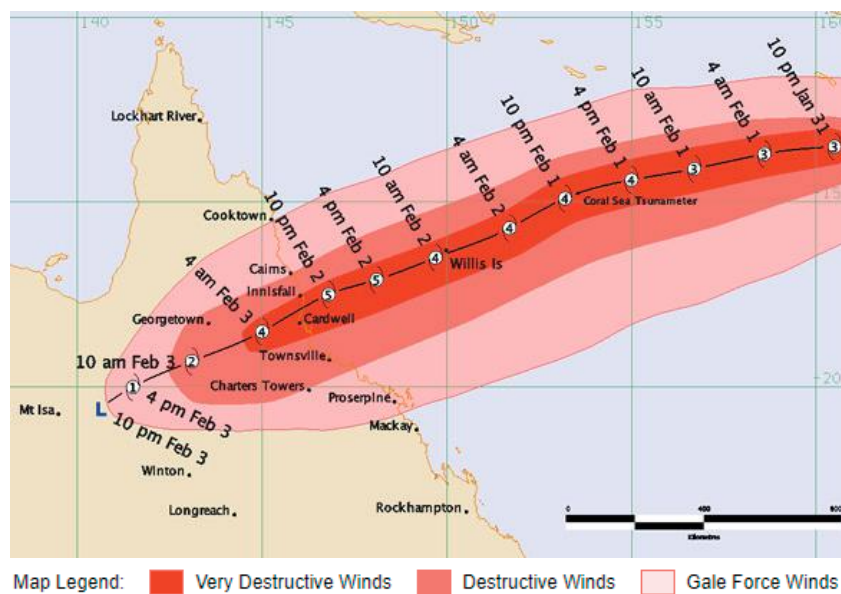 140
150
155
160
10 pm Jan 31
4 am Feb 1
10 am Feb 1
4 pm Feb 1
10 pm Feb 1
4 am Feb 2
10 am Feb 2
4 pm Feb 2
10 pm Feb 2
4 am Feb 3
10 am Feb 3
4 pm Feb 3
10 pm Feb 3
3
3
3
4
4
4
4
5
5
4
2
1
L
Lockhart River
Coral Sea Tsunameter
Cooktown
Willis Is
Cairns
Innisfail
Georgetown
Cardwell
Townsville
Charters Towers
Proserpine
Mt Isa
Mackay
Winton
Longreach
Rockhampton
0 400 800
Kilometres
Map Legend: Very Destructive Winds Destructive Winds Gale Force Winds